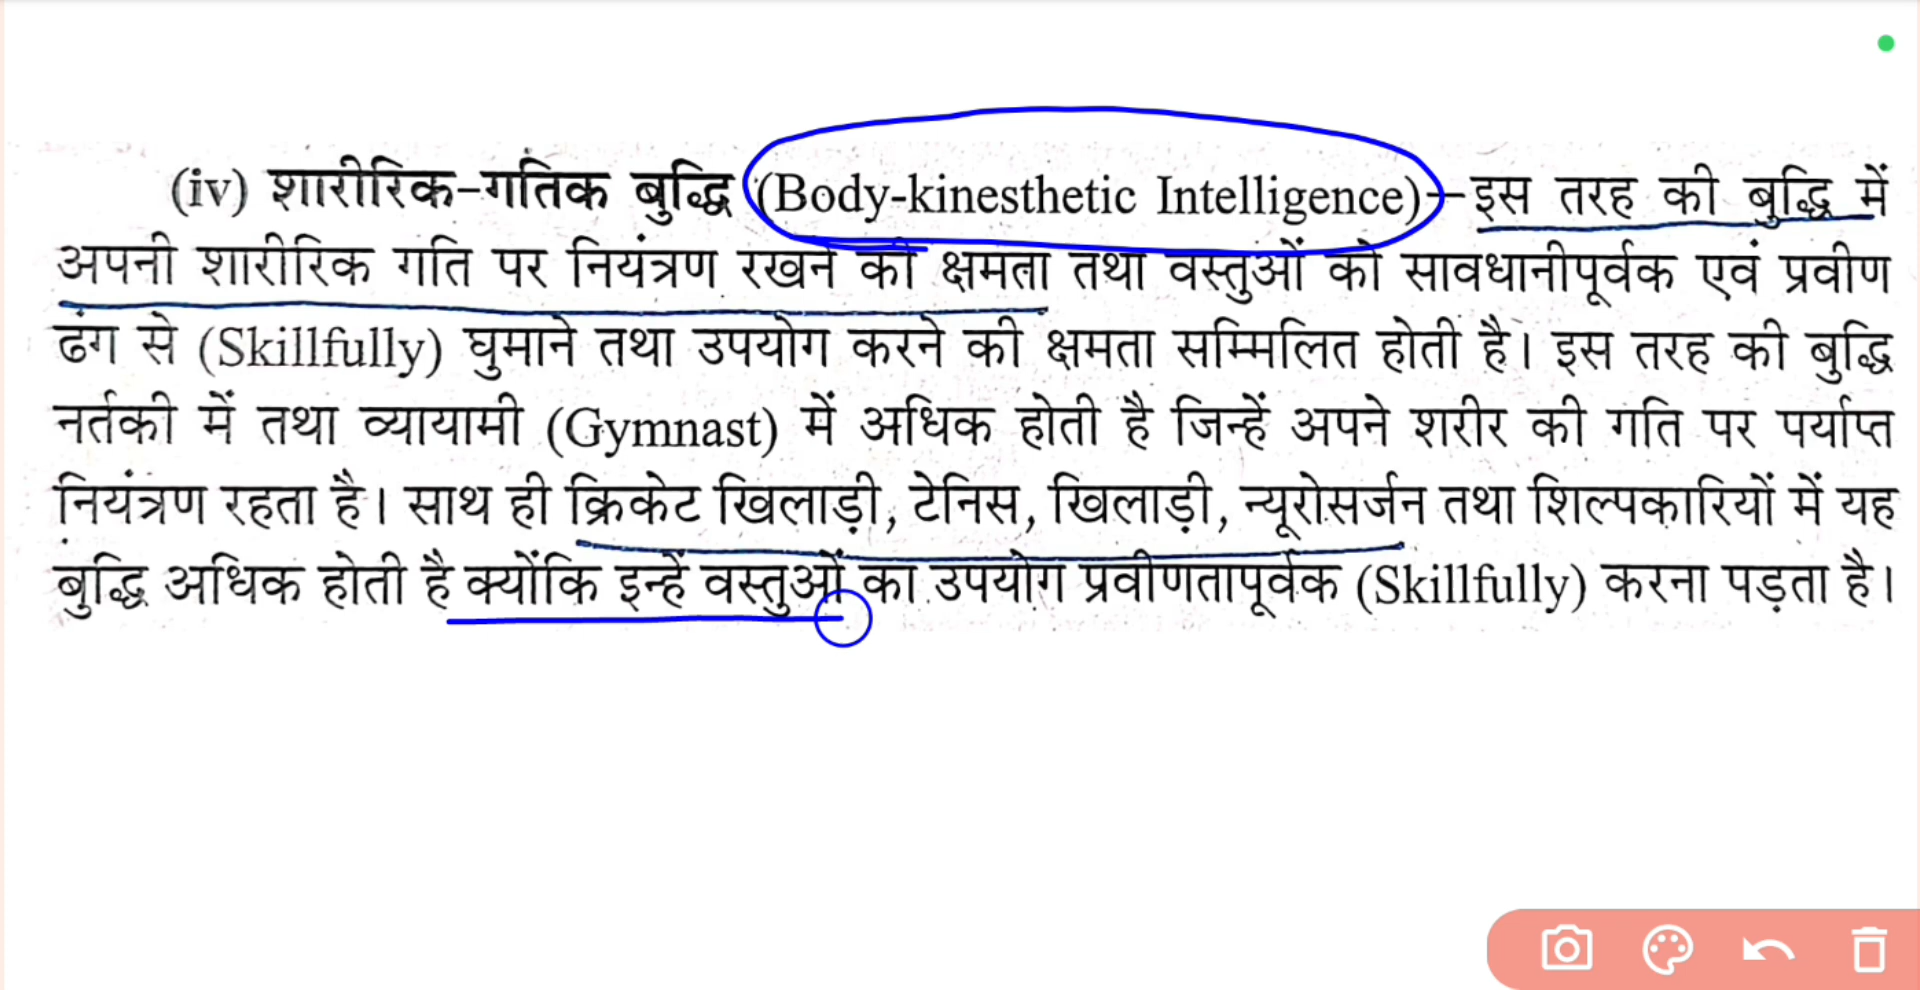 (iv) शारीरिक-गतिक बुद्धि (Body-kinesthetic Intelligence)–इस तरह की बुद्धि में
अपनी शारीरिक गति पर नियंत्रण रखने की क्षमता तथा वस्तुओं को सावधानीपूर्वक एवं प्रवीण
ढंग से (Skillfully) घुमाने तथा उपयोग करने की क्षमता सम्मिलित होती है। इस तरह की बुद्धि
नर्तकी में तथा व्यायामी (Gymnast) में अधिक होती है जिन्हें अपने शरीर की गति पर पर्याप्त
नियंत्रण रहता है। साथ ही क्रिकेट खिलाड़ी, टेनिस, खिलाड़ी, न्यूरोसर्जन तथा शिल्पकारियों में यह
बुद्धि अधिक होती है क्योंकि इन्हें वस्तुओं का उपयोग प्रवीणतापूर्वक (Skillfully) करना पड़ता है।